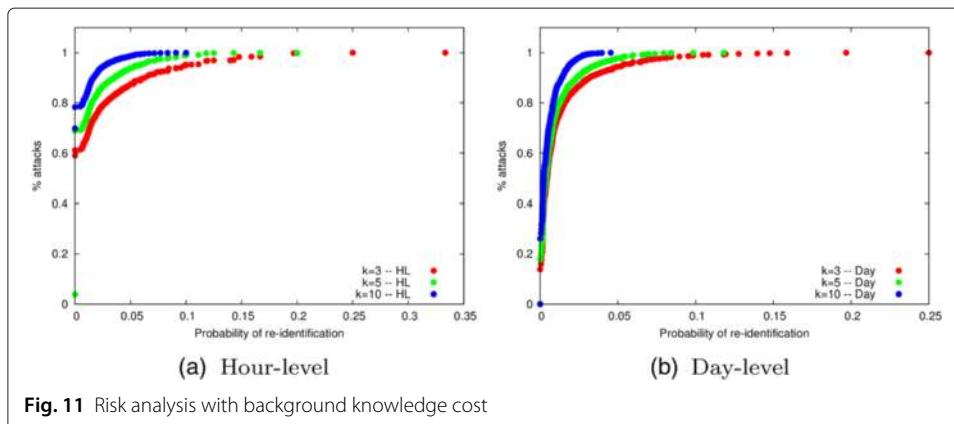 1
0.8
0.6
0.4
0.2
0
% attacks
k=3 -- HL
k=5 -- HL
k=10 -- HL
0 0.05 0.1 0.15 0.2 0.25 0.3 0.35
Probability of re-identification
(a) Hour-level
1
0.8
0.6
0.4
0.2
0
% attacks
k=3 -- Day
k=5 -- Day
k=10 -- Day
0 0.05 0.1 0.15 0.2 0.25
Probability of re-identification
(b) Day-level
Fig. 11 Risk analysis with background knowledge cost